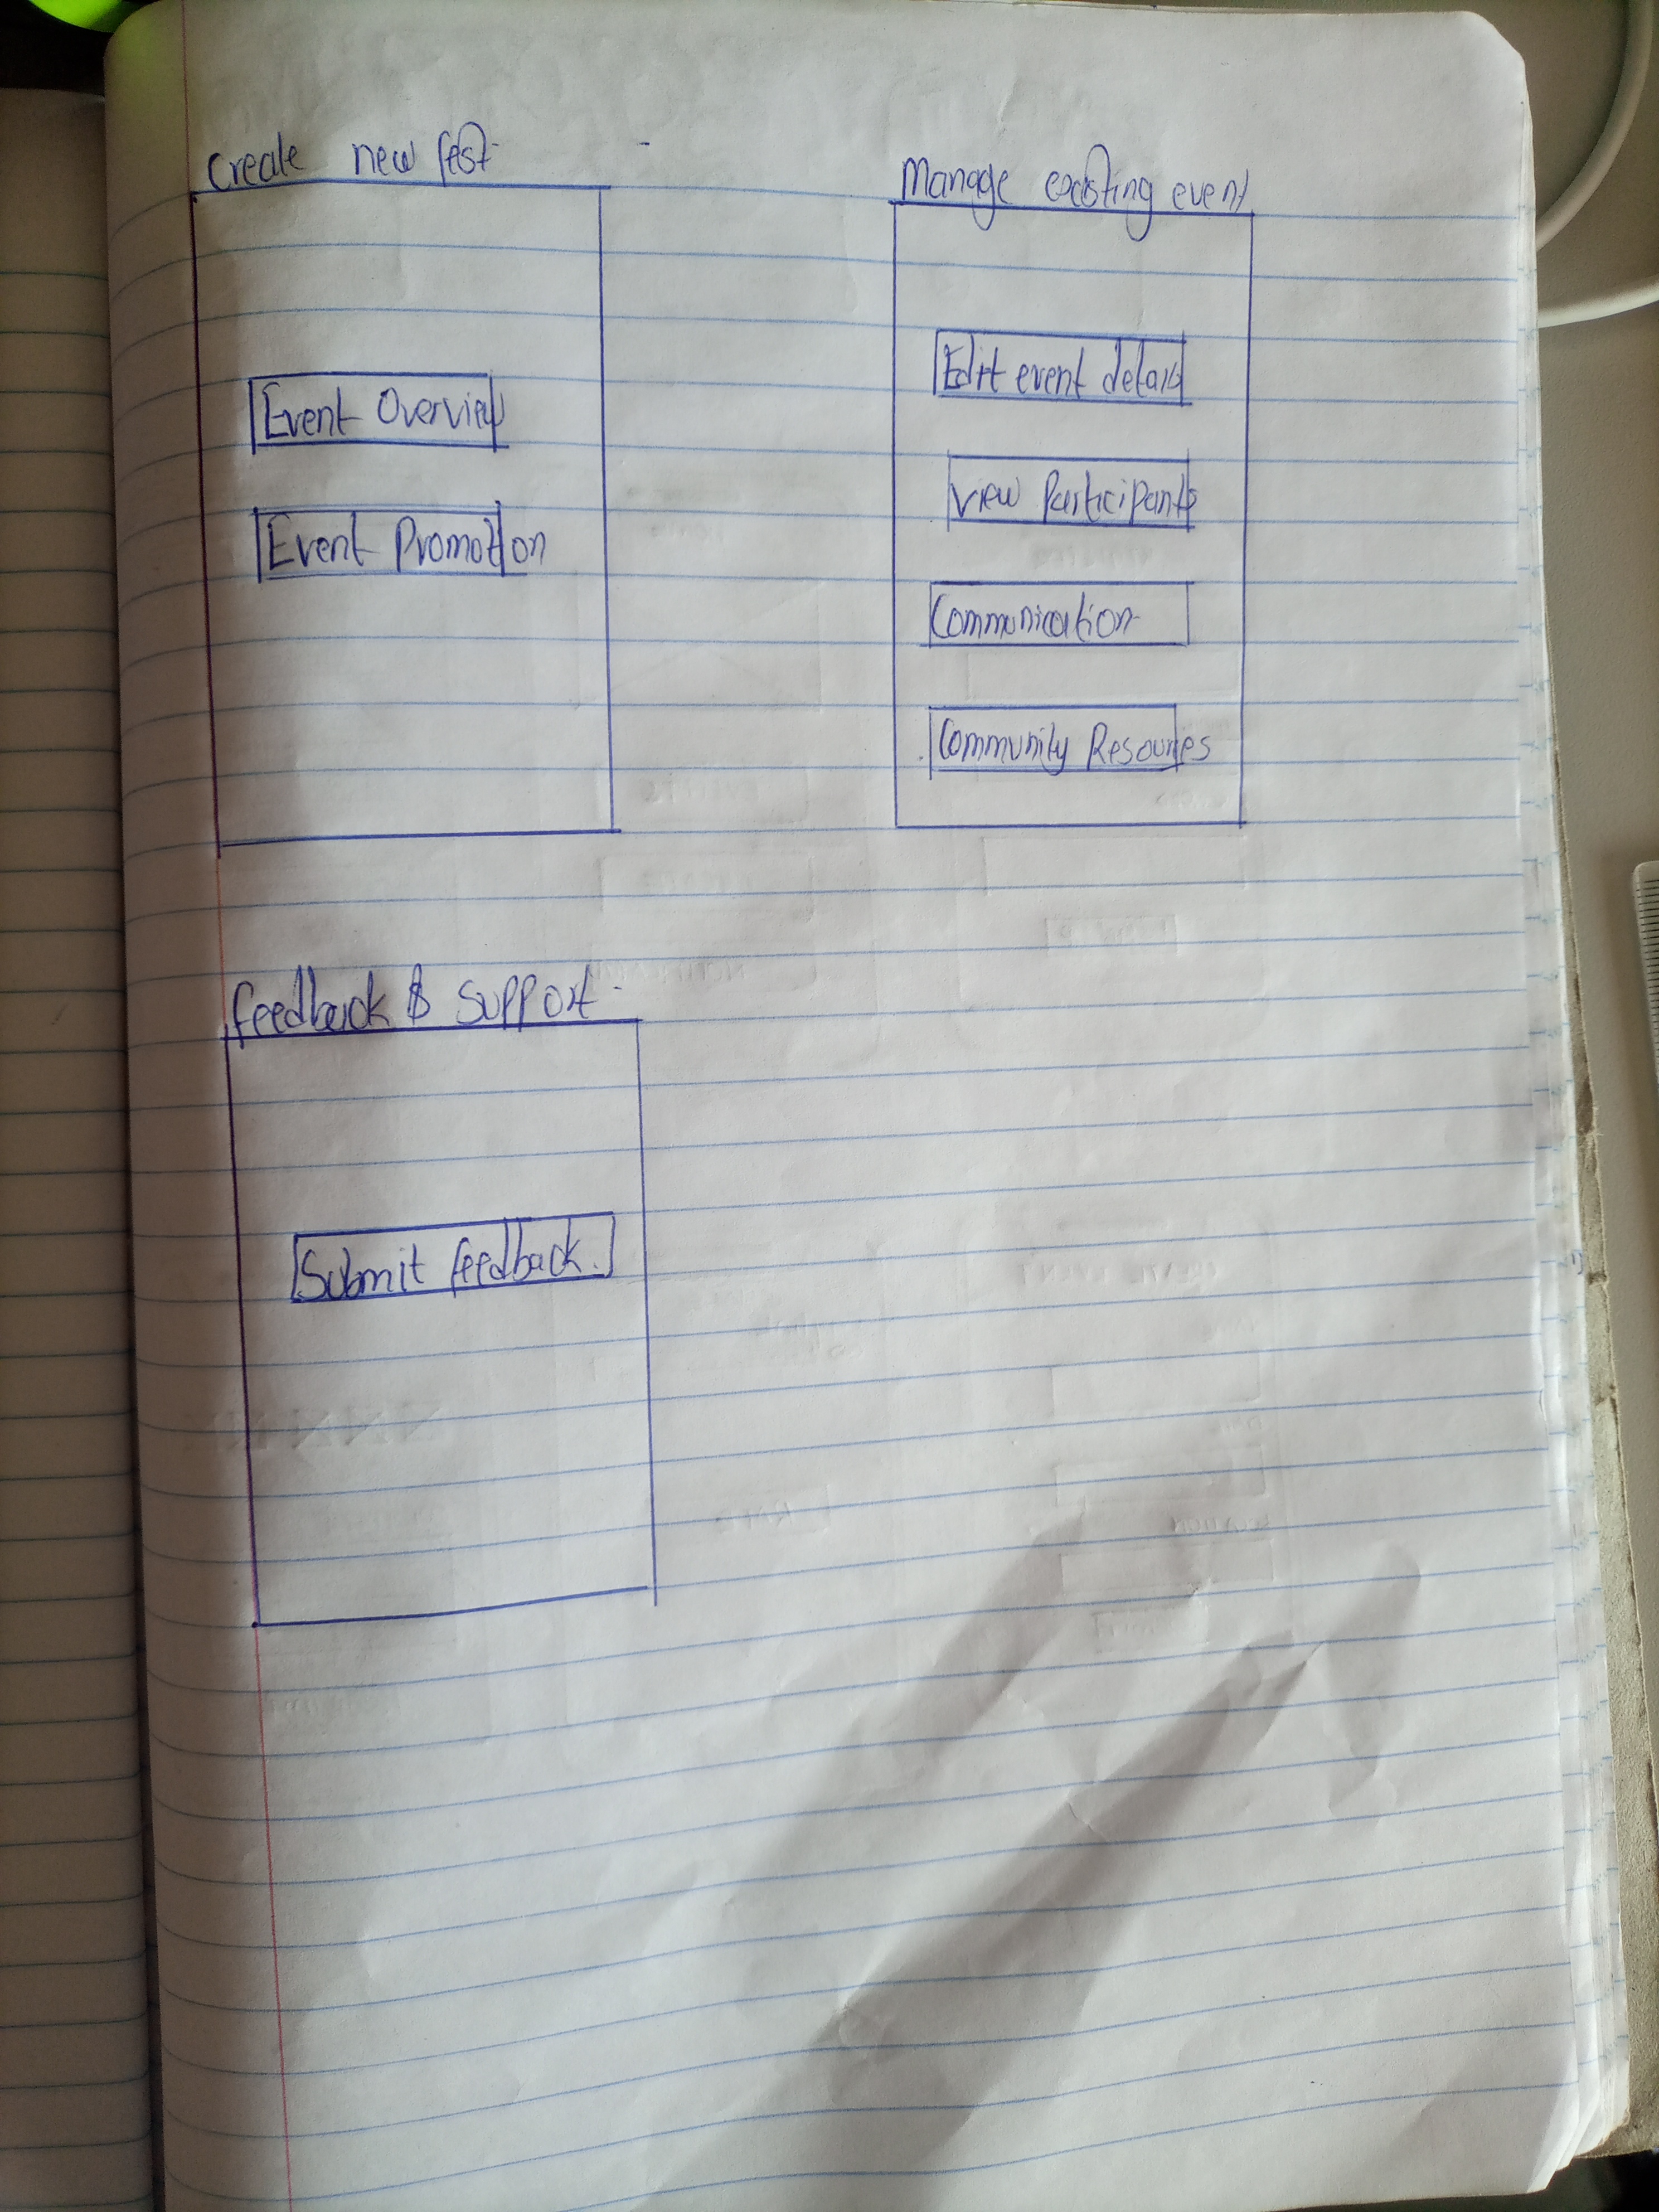 Create new fest
Event Overview
Event Promotion
Manage existing event
Edit event details
View Participants
Communication
Community Resources
feedback & Support
Submit feedback.